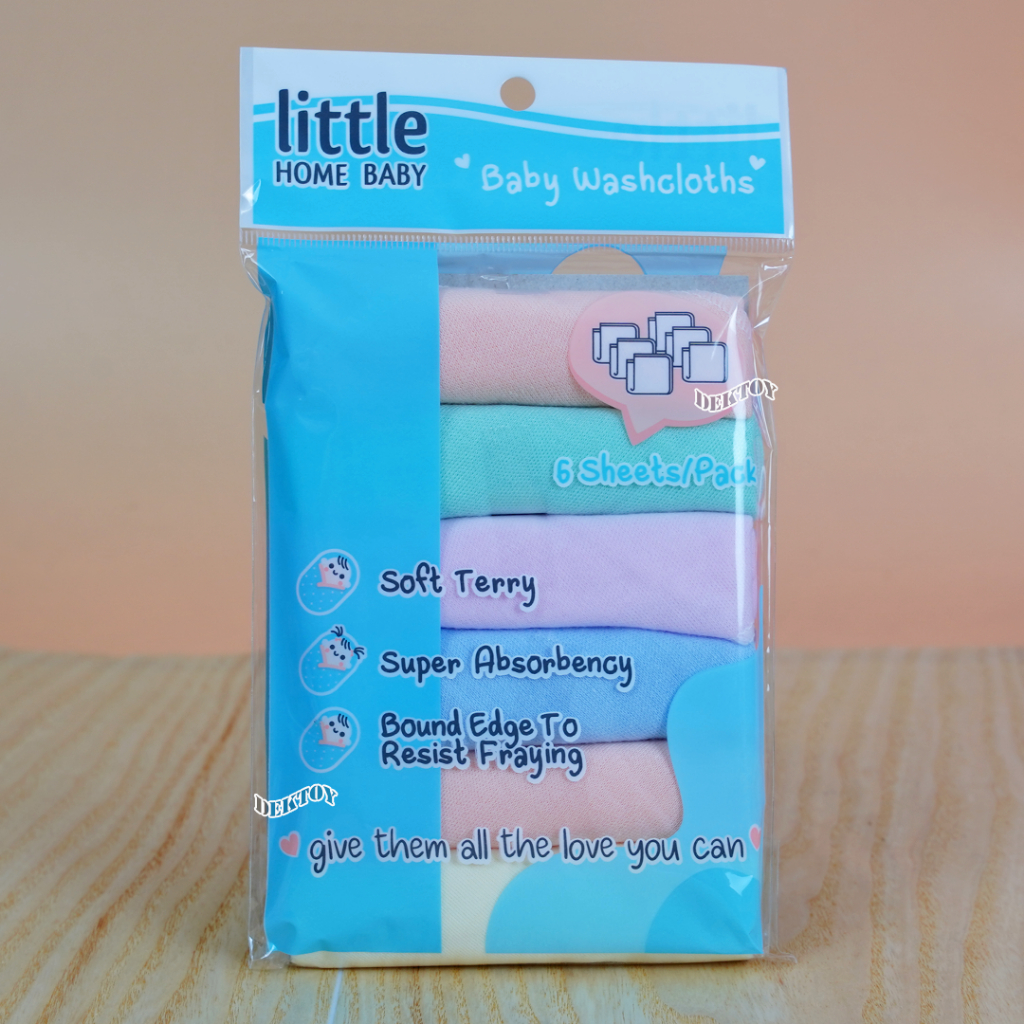 little
HOME BABY
Baby Washcloths
DEKTOY
6 Sheets/Pack
Soft Terry
Super Absorbency
Bound Edge To
Resist Fraying
DEKTOY
give them all the love you can